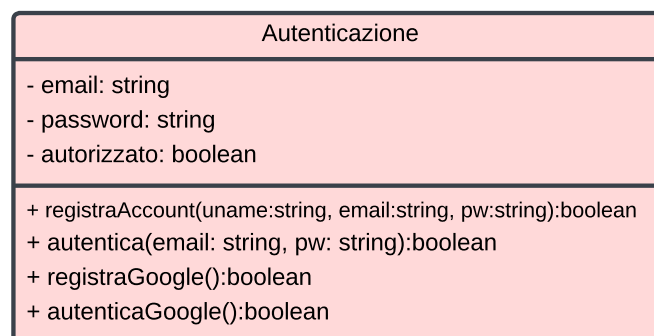 Autenticazione
- email: string
- password: string
- autorizzato: boolean
+ registraAccount(uname:string, email:string, pw:string):boolean
+ autentica(email: string, pw: string):boolean
+ registraGoogle():boolean
+ autenticaGoogle():boolean